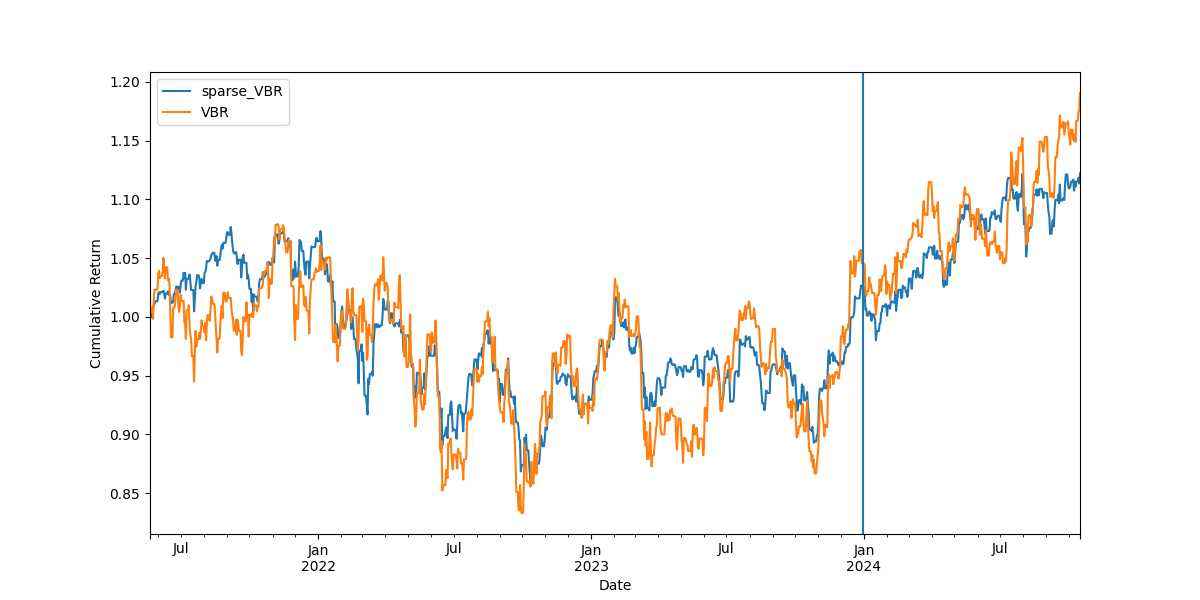 sparse_VBR
VBR
1.20
1.15
1.10
1.05
1.00
0.95
0.90
0.85
Cumulative Return
Jul
Jan
2022
Jul
Jan
2023
Jul
Jan
2024
Jul
Date